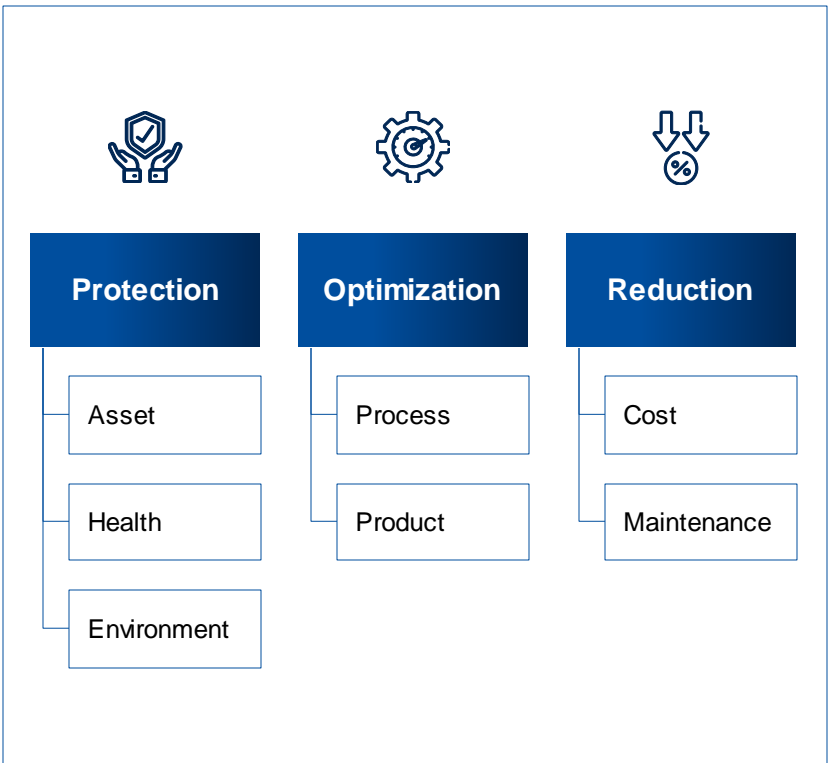 Protection
Asset
Health
Environment
Optimization
Process
Product
%
Reduction
Cost
Maintenance